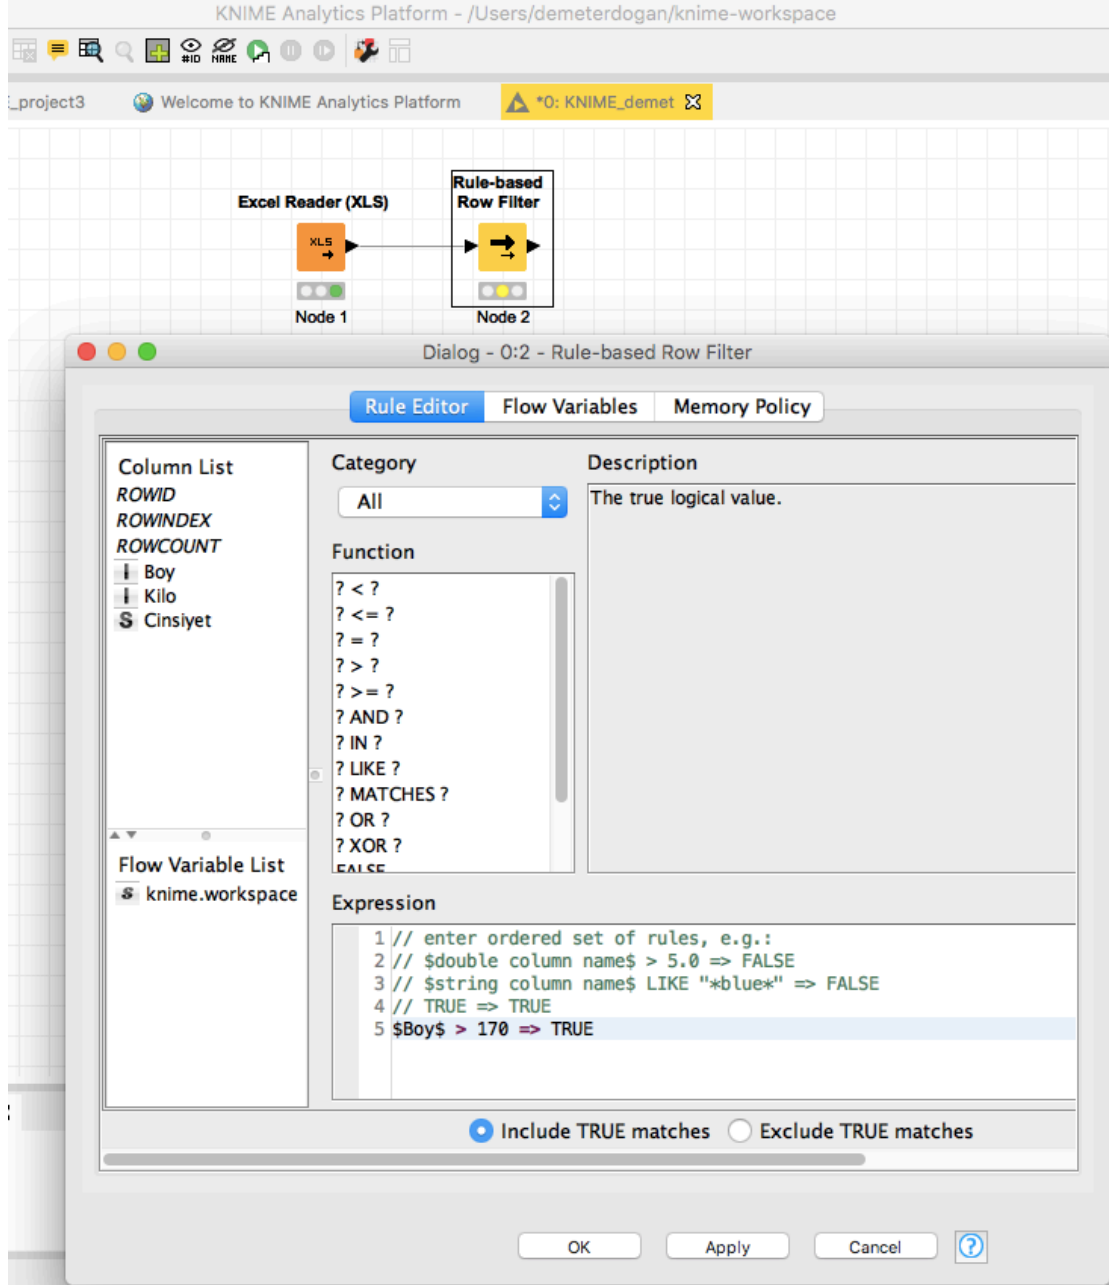 KNIME Analytics Platform - /Users/demeterdogan/knime-workspace
#ID NAME
_project3 Welcome to KNIME Analytics Platform *0: KNIME_demet
Rule-based
Row Filter
Excel Reader (XLS)
XLS
Node 1
Node 2
Dialog - 0:2 - Rule-based Row Filter
Rule Editor Flow Variables Memory Policy
Column List
ROWID
ROWINDEX
ROWCOUNT
I Boy
I Kilo
S Cinsiyet
Flow Variable List
s knime.workspace
Category
All
Function
? < ?
? <= ?
? = ?
? > ?
? >= ?
? AND ?
? IN ?
? LIKE ?
? MATCHES ?
? OR ?
? XOR ?
FALSE
Description
The true logical value.
Expression
1 // enter ordered set of rules, e.g.:
2 // $double column name$ > 5.0 => FALSE
3 // $string column name$ LIKE "*blue*" => FALSE
4 // TRUE => TRUE
5 $Boy$ > 170 => TRUE
Include TRUE matches Exclude TRUE matches
OK Apply Cancel ?